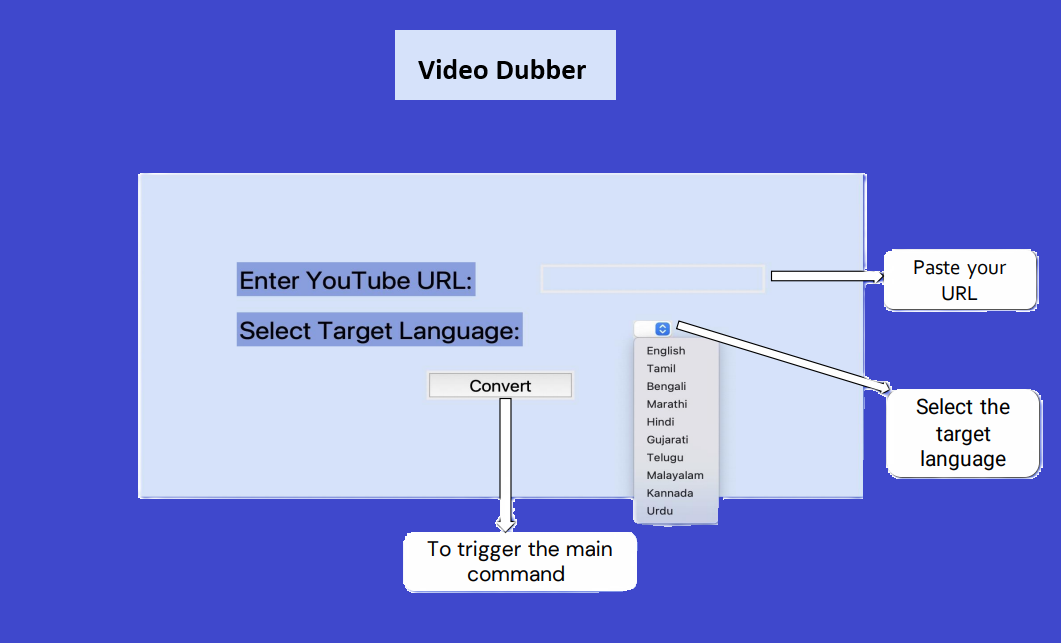 Video Dubber
Enter YouTube URL:
Paste your
URL
Select Target Language:
English
Tamil
Bengali
Marathi
Hindi
Gujarati
Telugu
Malayalam
Kannada
Urdu
Convert
Select the
target
language
To trigger the main
command